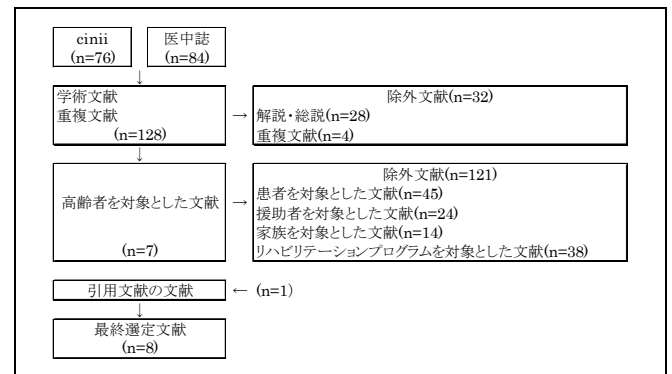 cinii
(n=76)
医中誌
(n=84)
↓
学術文献
重複文献
(n=128)
→
除外文献(n=32)
解説・総説(n=28)
重複文献(n=4)
↓
高齢者を対象とした文献
(n=7)
→
除外文献(n=121)
患者を対象とした文献(n=45)
援助者を対象とした文献(n=24)
家族を対象とした文献(n=14)
リハビリテーションプログラムを対象とした文献(n=38)
引用文献の文献
← (n=1)
↓
最終選定文献
(n=8)